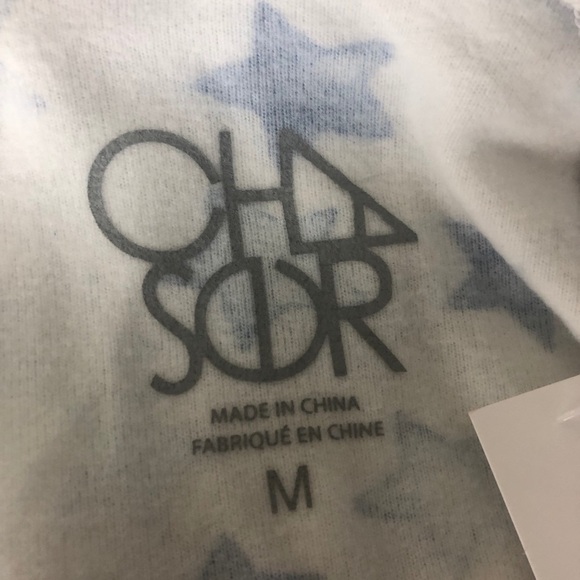 CHA
SER
MADE IN CHINA
FABRIQUÉ EN CHINE
M